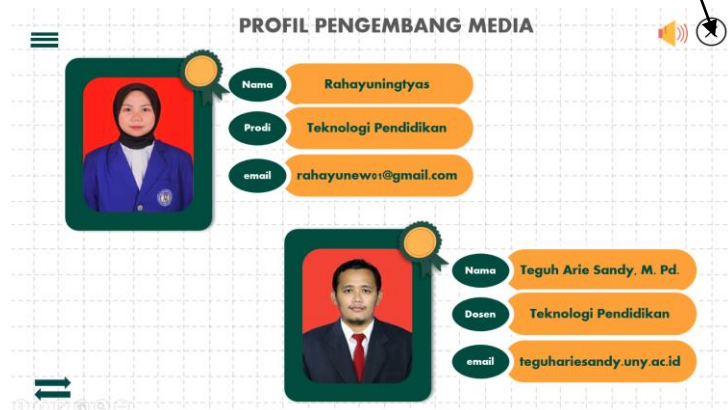 PROFIL PENGEMBANG MEDIA
Nama Rahayuningtyas
Prodi Teknologi Pendidikan
email rahayunew01@gmail.com
Nama Teguh Arie Sandy, M. Pd.
Dosen Teknologi Pendidikan
email teguhariesandy.uny.ac.id